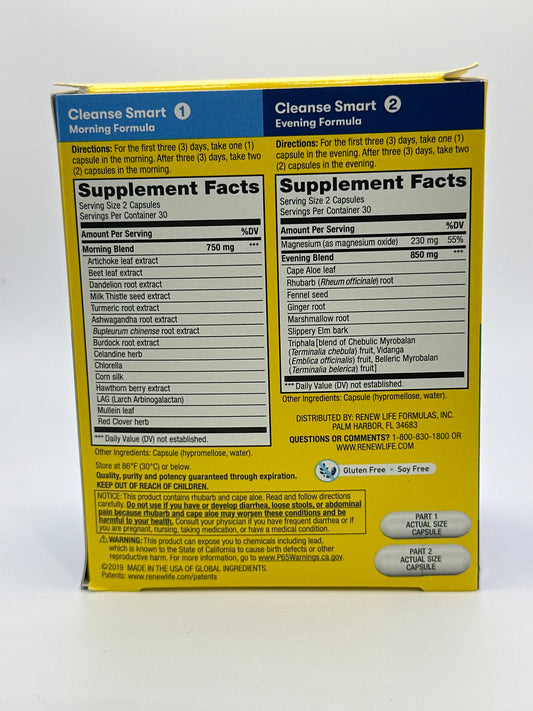 Cleanse Smart 1
Morning Formula
Directions: For the first three (3) days, take one (1)
capsule in the morning. After three (3) days, take two
(2) capsules in the morning.
Supplement Facts
Serving Size 2 Capsules
Servings Per Container 30
Amount Per Serving %DV
Morning Blend 750 mg ***
Artichoke leaf extract
Beet leaf extract
Dandelion root extract
Milk Thistle seed extract
Turmeric root extract
Ashwagandha root extract
Bupleurum chinense root extract
Burdock root extract
Celandine herb
Chlorella
Corn silk
Hawthorn berry extract
LAG (Larch Arbinogalactan)
Mullein leaf
Red Clover herb
*** Daily Value (DV) not established.
Other Ingredients: Capsule (hypromellose, water).
Cleanse Smart 2
Evening Formula
Directions: For the first three (3) days, take one (1)
capsule in the evening. After three (3) days, take two
(2) capsules in the evening.
Supplement Facts
Serving Size 2 Capsules
Servings Per Container 30
Amount Per Serving %DV
Magnesium (as magnesium oxide) 230 mg 55%
Evening Blend 850 mg ***
Cape Aloe leaf
Rhubarb (Rheum officinale) root
Fennel seed
Ginger root
Marshmallow root
Slippery Elm bark
Triphala[blend of Chebulic Myrobalan
(Terminalia chebula) fruit, Vidanga
(Emblica officinalis) fruit, Belleric Myrobalan
(Terminalia belerica) fruit]
*** Daily Value (DV) not established.
Other Ingredients: Capsule (hypromellose, water).
DISTRIBUTED BY: RENEW LIFE FORMULAS, INC.
PALM HARBOR, FL 34683
QUESTIONS OR COMMENTS? 1-800-830-1800 OR
WWW.RENEWLIFE.COM
Gluten Free • Soy Free
Store at 86°F (30°C) or below.
Quality, purity and potency guaranteed through expiration.
KEEP OUT OF REACH OF CHILDREN.
NOTICE: This product contains rhubarb and cape aloe. Read and follow directions
carefully. Do not use if you have or develop diarrhea, loose stools, or abdominal
pain because rhubarb and cape aloe may worsen these conditions and be
harmful to your health. Consult your physician if you have frequent diarrhea or if
you are pregnant, nursing, taking medication, or have a medical condition.
⚠WARNING: This product can expose you to chemicals including lead,
which is known to the State of California to cause birth defects or other
reproductive harm. For more information, go to www.P65Warnings.ca.gov.
©2019 MADE IN THE USA OF GLOBAL INGREDIENTS.
Patents: www.renewlife.com/patents
PART 1
ACTUAL SIZE
CAPSULE
PART 2
ACTUAL SIZE
CAPSULE